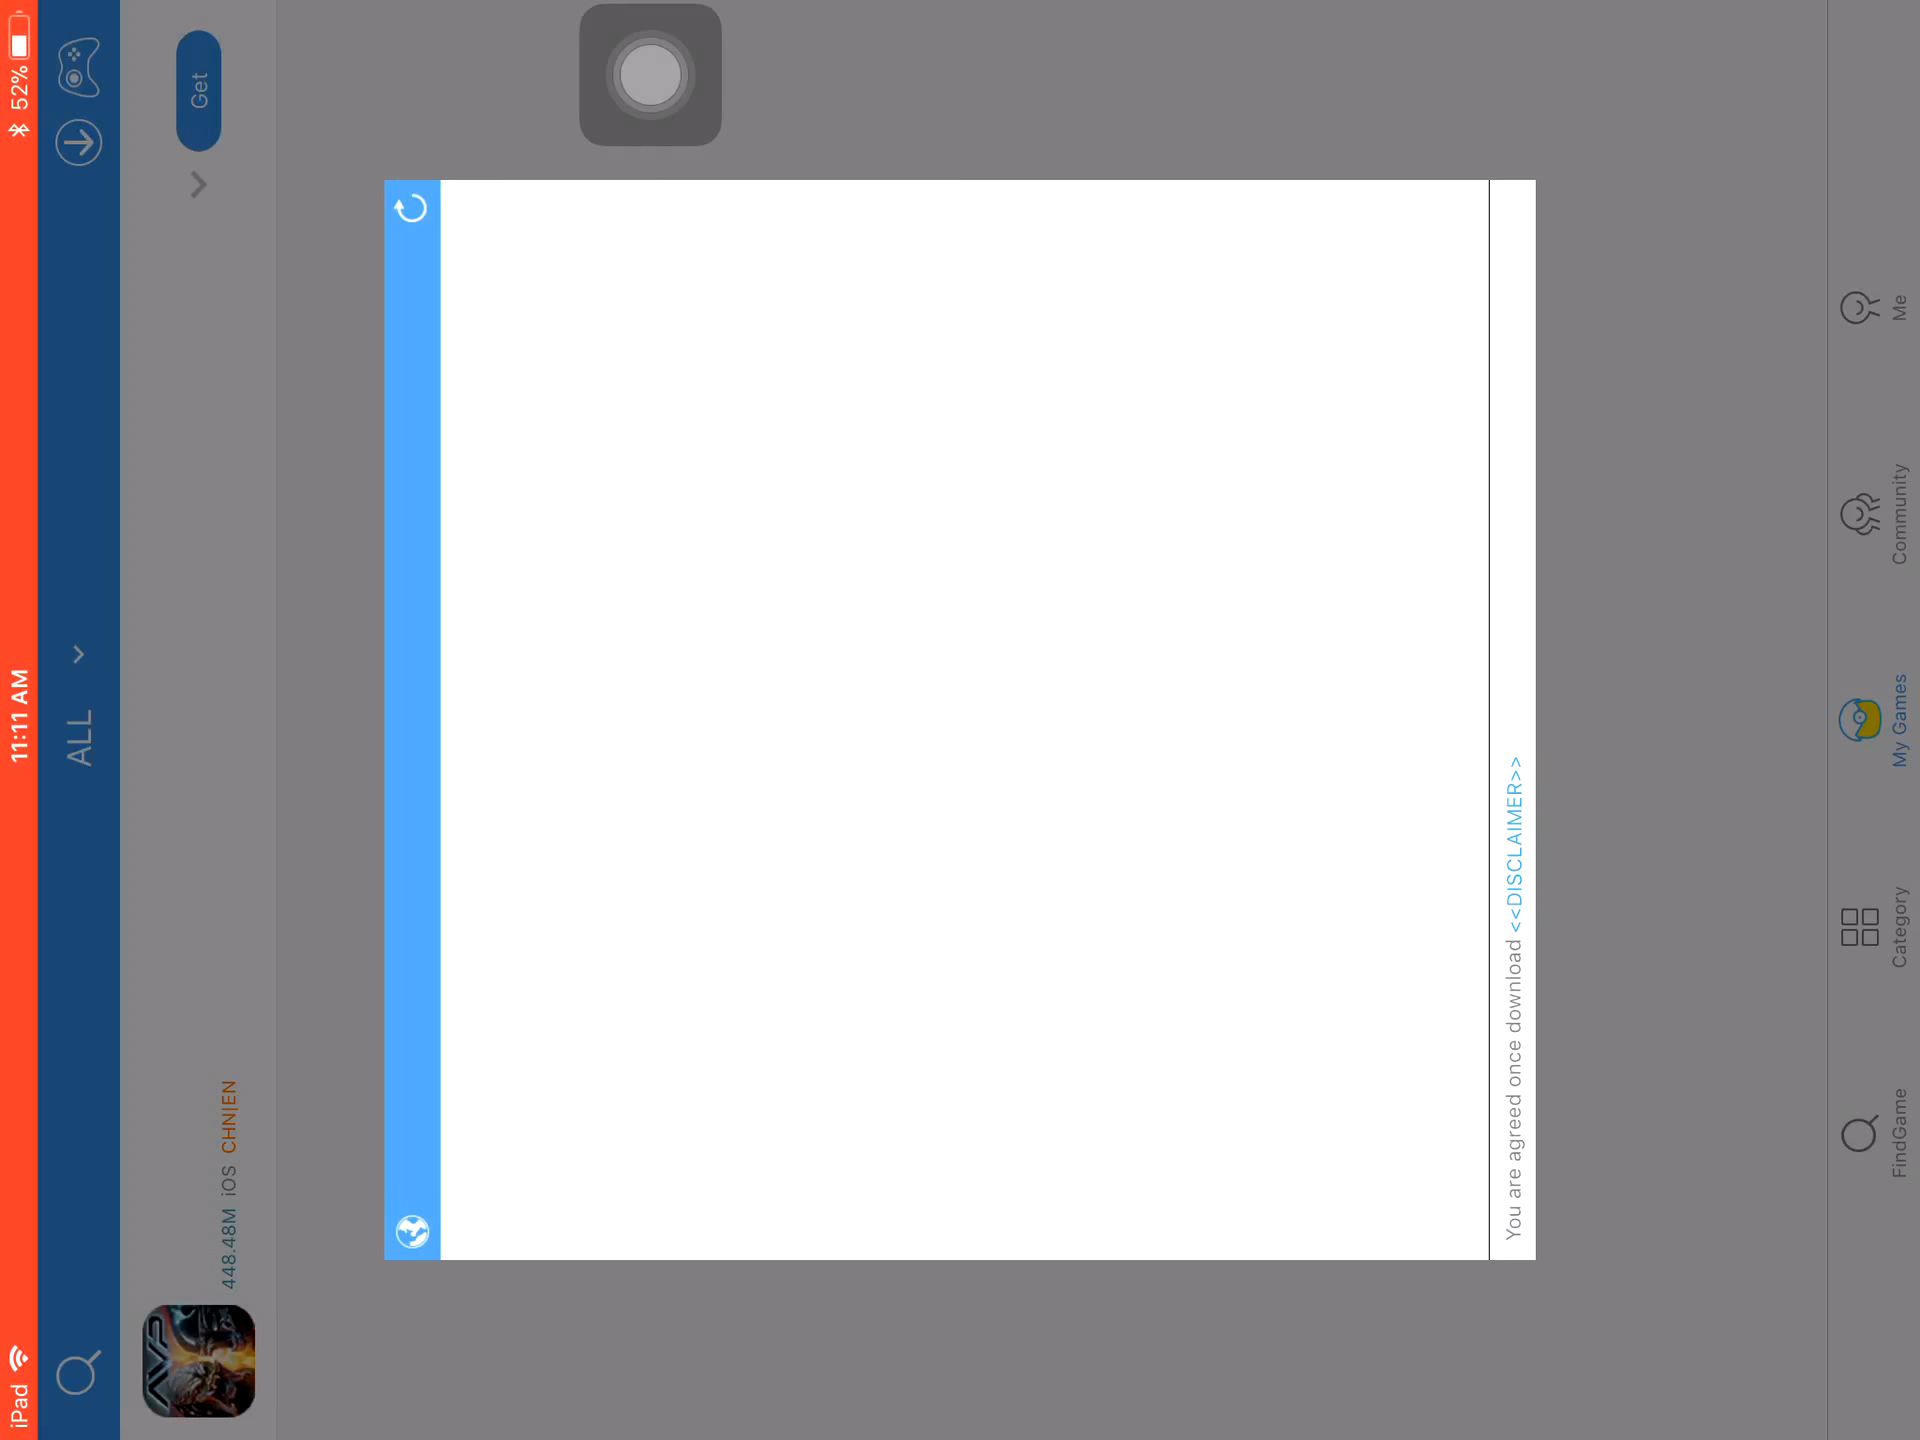 iPad
11:11 AM
52%
ALL
AVP
448.48M iOS CHN|EN
Get
You are agreed once download <<DISCLAIMER>>
FindGame
Category
My Games
Community
Me